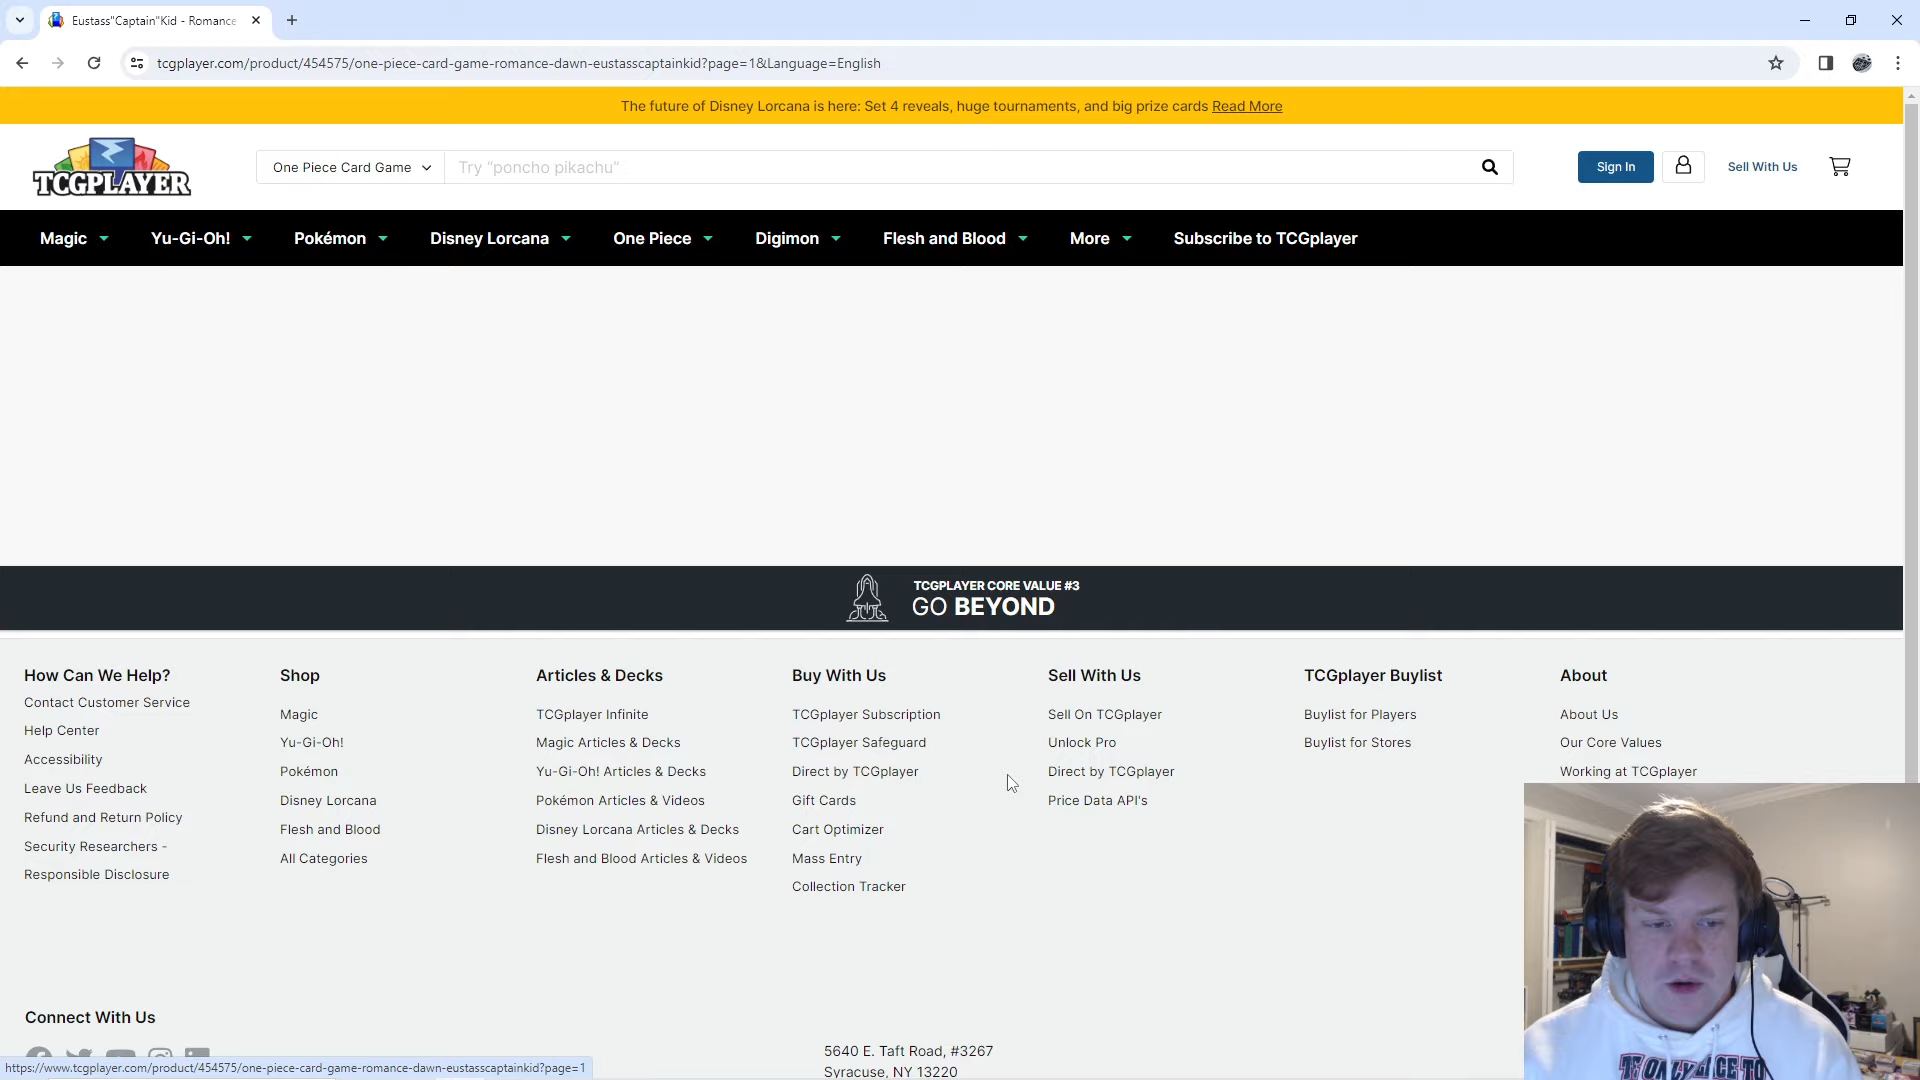 Eustass"Captain"Kid - Romance
tcgplayer.com/product/454575/one-piece-card-game-romance-dawn-eustasscaptainkid?page=1&Language=English
The future of Disney Lorcana is here: Set 4 reveals, huge tournaments, and big prize cards Read More
TCGPLAYER
One Piece Card Game
Try "poncho pikachu"
Sign In
Sell With Us
Magic
Yu-Gi-Oh!
Pokémon
Disney Lorcana
One Piece
Digimon
Flesh and Blood
More
Subscribe to TCGplayer
TCGPLAYER CORE VALUE #3
GO BEYOND
How Can We Help?
Contact Customer Service
Help Center
Accessibility
Leave Us Feedback
Refund and Return Policy
Security Researchers -
Responsible Disclosure
Shop
Magic
Yu-Gi-Oh!
Pokémon
Disney Lorcana
Flesh and Blood
All Categories
Articles & Decks
TCGplayer Infinite
Magic Articles & Decks
Yu-Gi-Oh! Articles & Decks
Pokémon Articles & Videos
Disney Lorcana Articles & Decks
Flesh and Blood Articles & Videos
Buy With Us
TCGplayer Subscription
TCGplayer Safeguard
Direct by TCGplayer
Gift Cards
Cart Optimizer
Mass Entry
Collection Tracker
Sell With Us
Sell On TCGplayer
Unlock Pro
Direct by TCGplayer
Price Data API's
TCGplayer Buylist
Buylist for Players
Buylist for Stores
About
About Us
Our Core Values
Working at TCGplayer
Connect With Us
5640 E. Taft Road, #3267
Syracuse, NY 13220
https://www.tcgplayer.com/product/454575/one-piece-card-game-romance-dawn-eustasscaptainkid?page=1